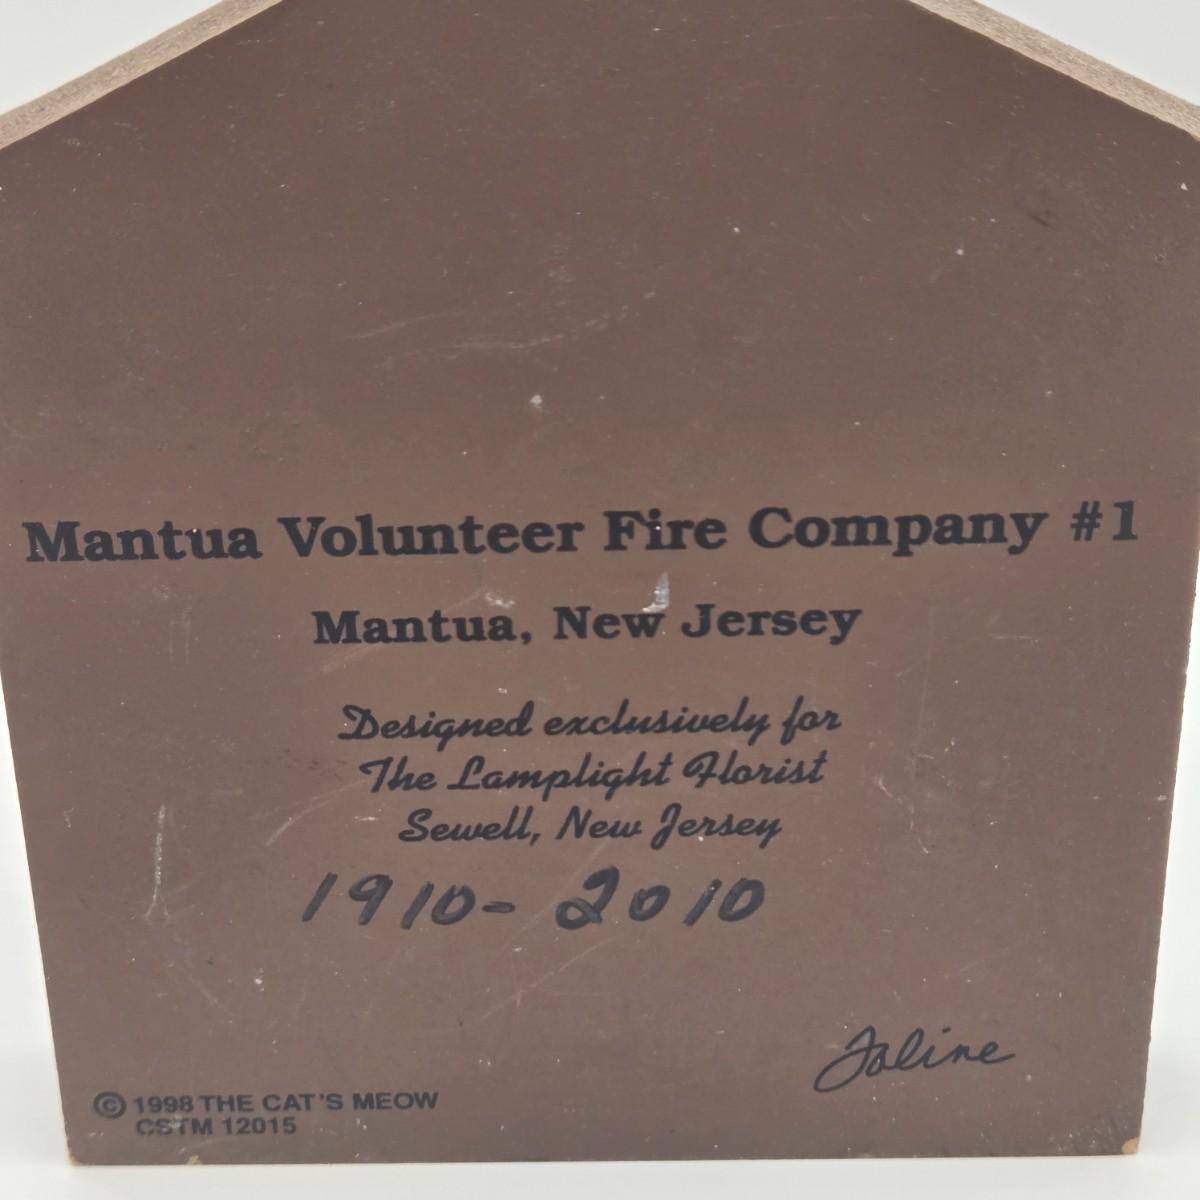 Mantua Volunteer Fire Company #1
Mantua, New Jersey
Designed exclusively for
The Lamplight Florist
Sewell, New Jersey
1910-2010
Faline
© 1998 THE CAT'S MEOW
CSTM 12015